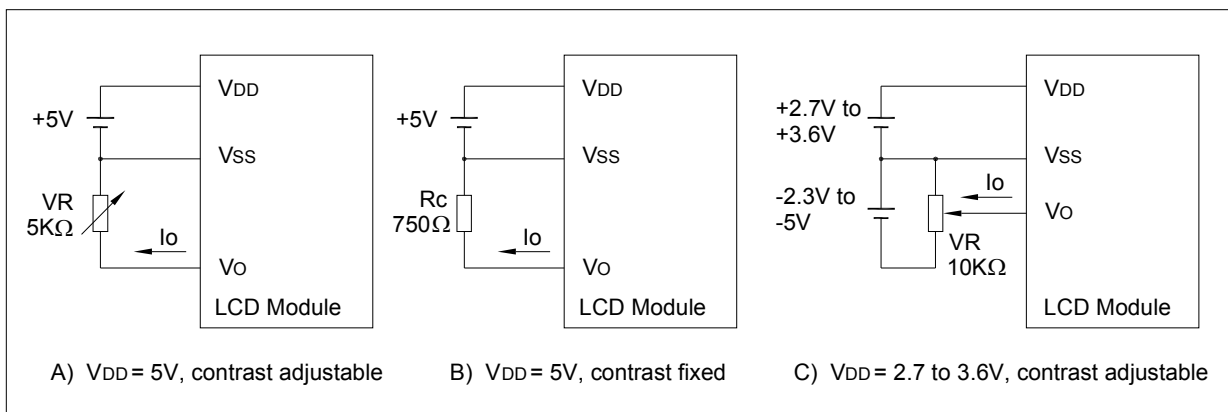 VDD
+5V
VSS
VR
5KΩ
Io
VO
LCD Module
A) VDD = 5V, contrast adjustable
VDD
+5V
VSS
Rc
750Ω
Io
VO
LCD Module
B) VDD = 5V, contrast fixed
VDD
+2.7V to
+3.6V
VSS
-2.3V to
-5V
Io
VO
VR
10KΩ
LCD Module
C) VDD = 2.7 to 3.6V, contrast adjustable